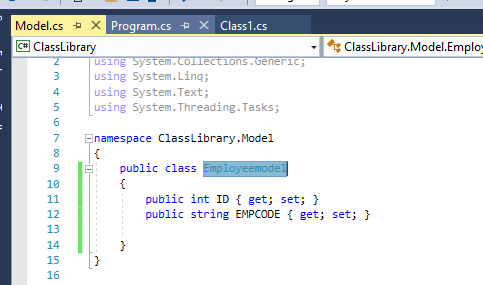 Model.cs
Program.cs
Class1.cs
ClassLibrary
ClassLibrary.Model.Employ
2 using System.Collections.Generic;
3 using System.Linq;
4 using System.Text;
5 using System.Threading.Tasks;
6
7 namespace ClassLibrary.Model
8 {
9 public class Employeemodel
10 {
11 public int ID { get; set; }
12 public string EMPCODE { get; set; }
13
14 }
15 }
16